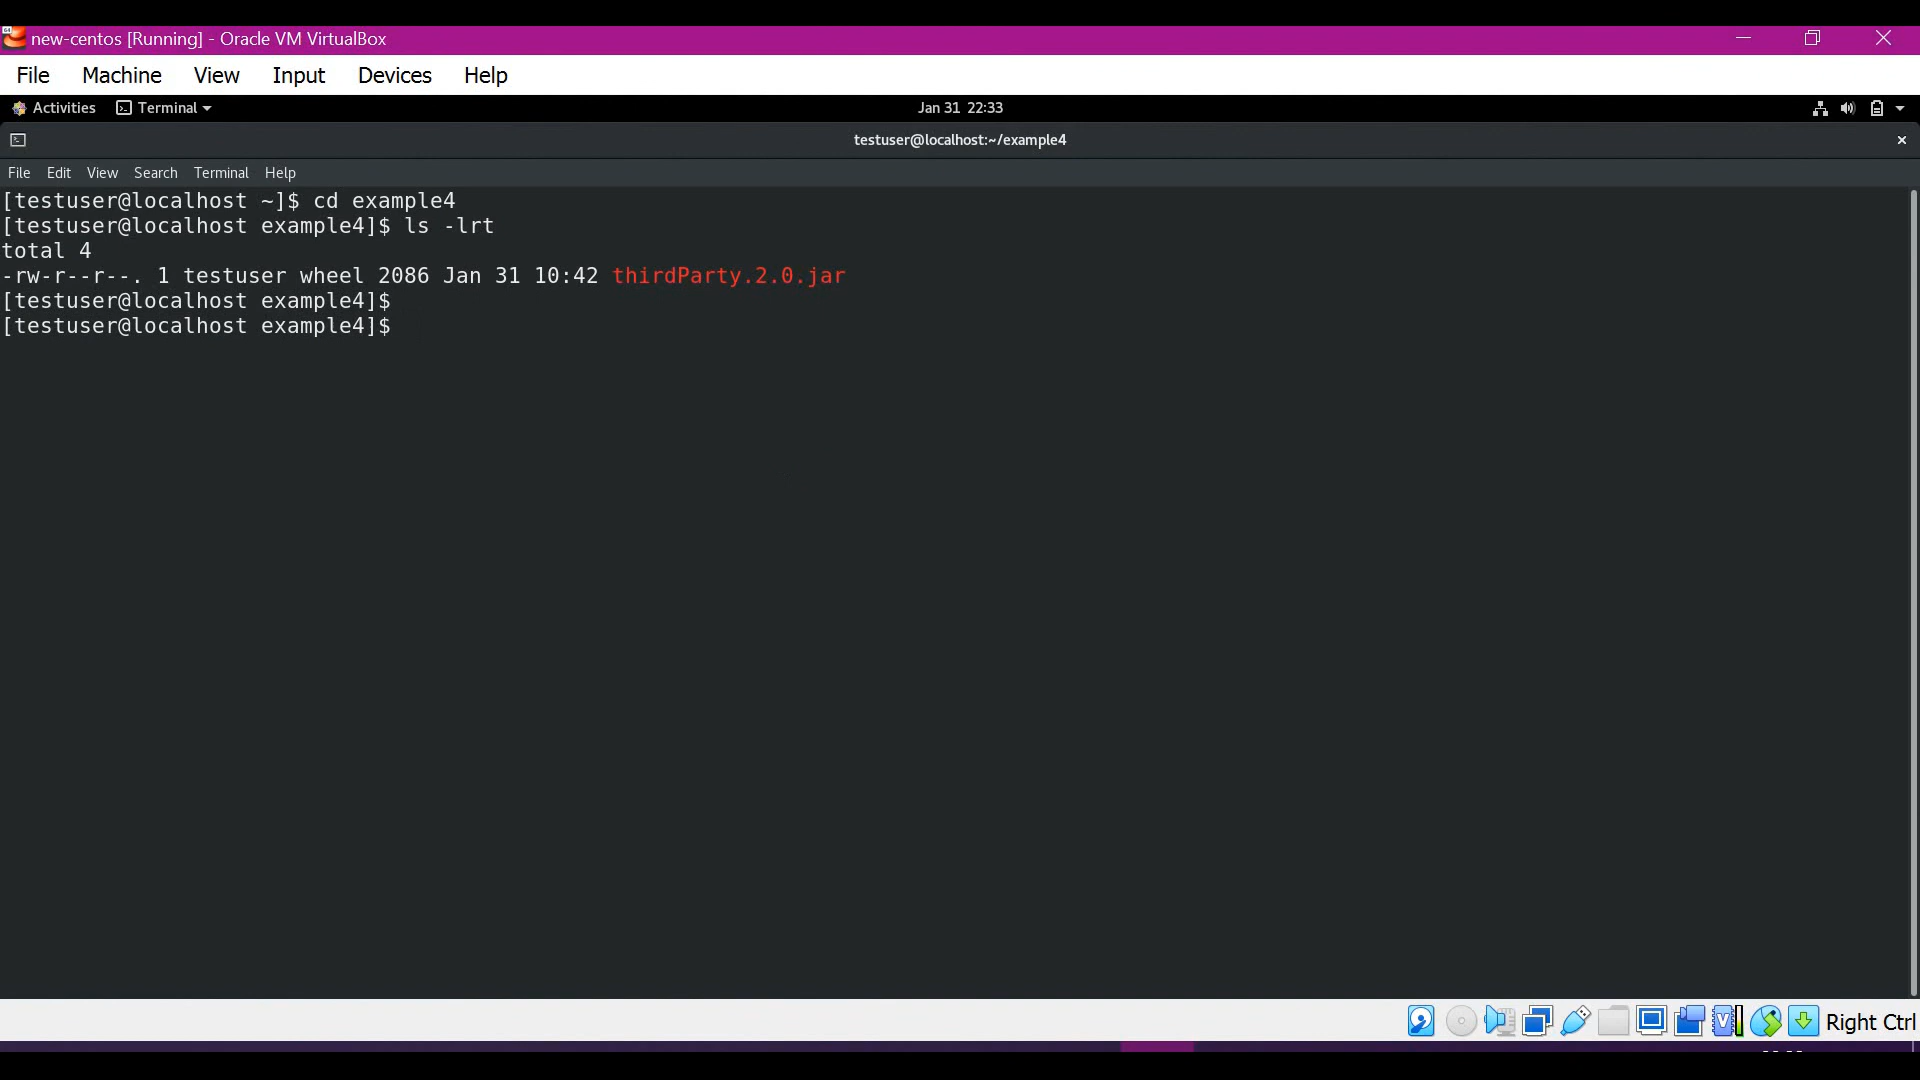 new-centos [Running] - Oracle VM VirtualBox
File Machine View Input Devices Help
Activities Terminal Jan 31 22:33
testuser@localhost:~/example4
File Edit View Search Terminal Help
[testuser@localhost ~]$ cd example4
[testuser@localhost example4]$ ls -lrt
total 4
-rw-r--r--. 1 testuser wheel 2086 Jan 31 10:42 thirdParty.2.0.jar
[testuser@localhost example4]$
[testuser@localhost example4]$
Right Ctrl